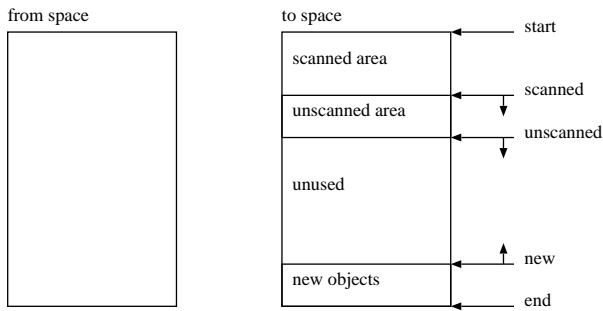 from space
to space
start
scanned area
scanned
unscanned area
unscanned
unused
new
new objects
end